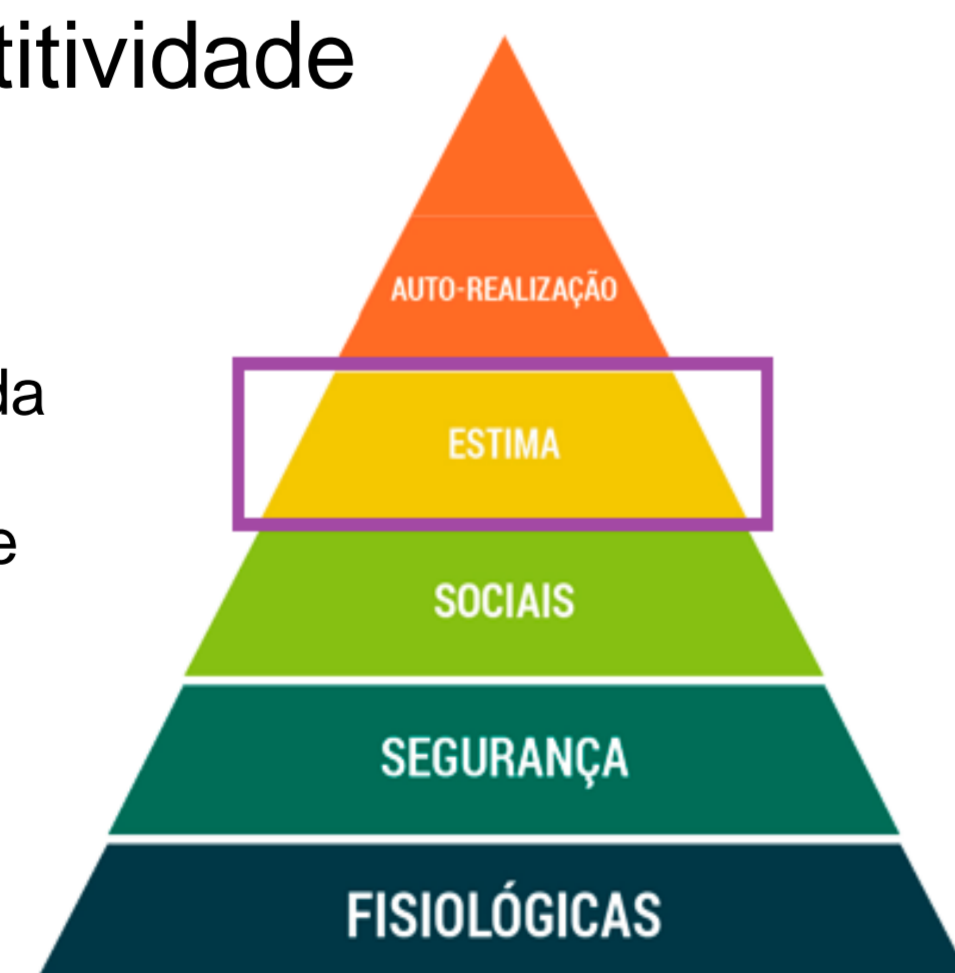 titividade
AUTO-REALIZAÇÃO
da
ESTIMA
e
SOCIAIS
SEGURANÇA
FISIOLÓGICAS